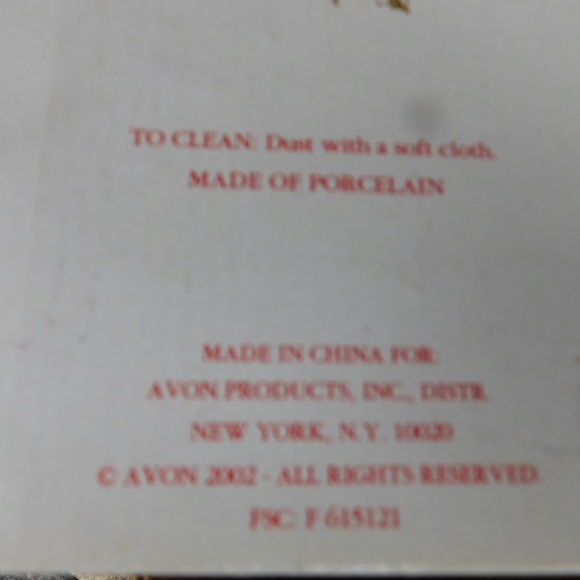 TO CLEAN: Dust with a soft cloth.
MADE OF PORCELAIN
MADE IN CHINA FOR:
AVON PRODUCTS, INC., DISTR.
NEW YORK, N.Y. 10020
© AVON 2002 - ALL RIGHTS RESERVED.
FSC: F 615121